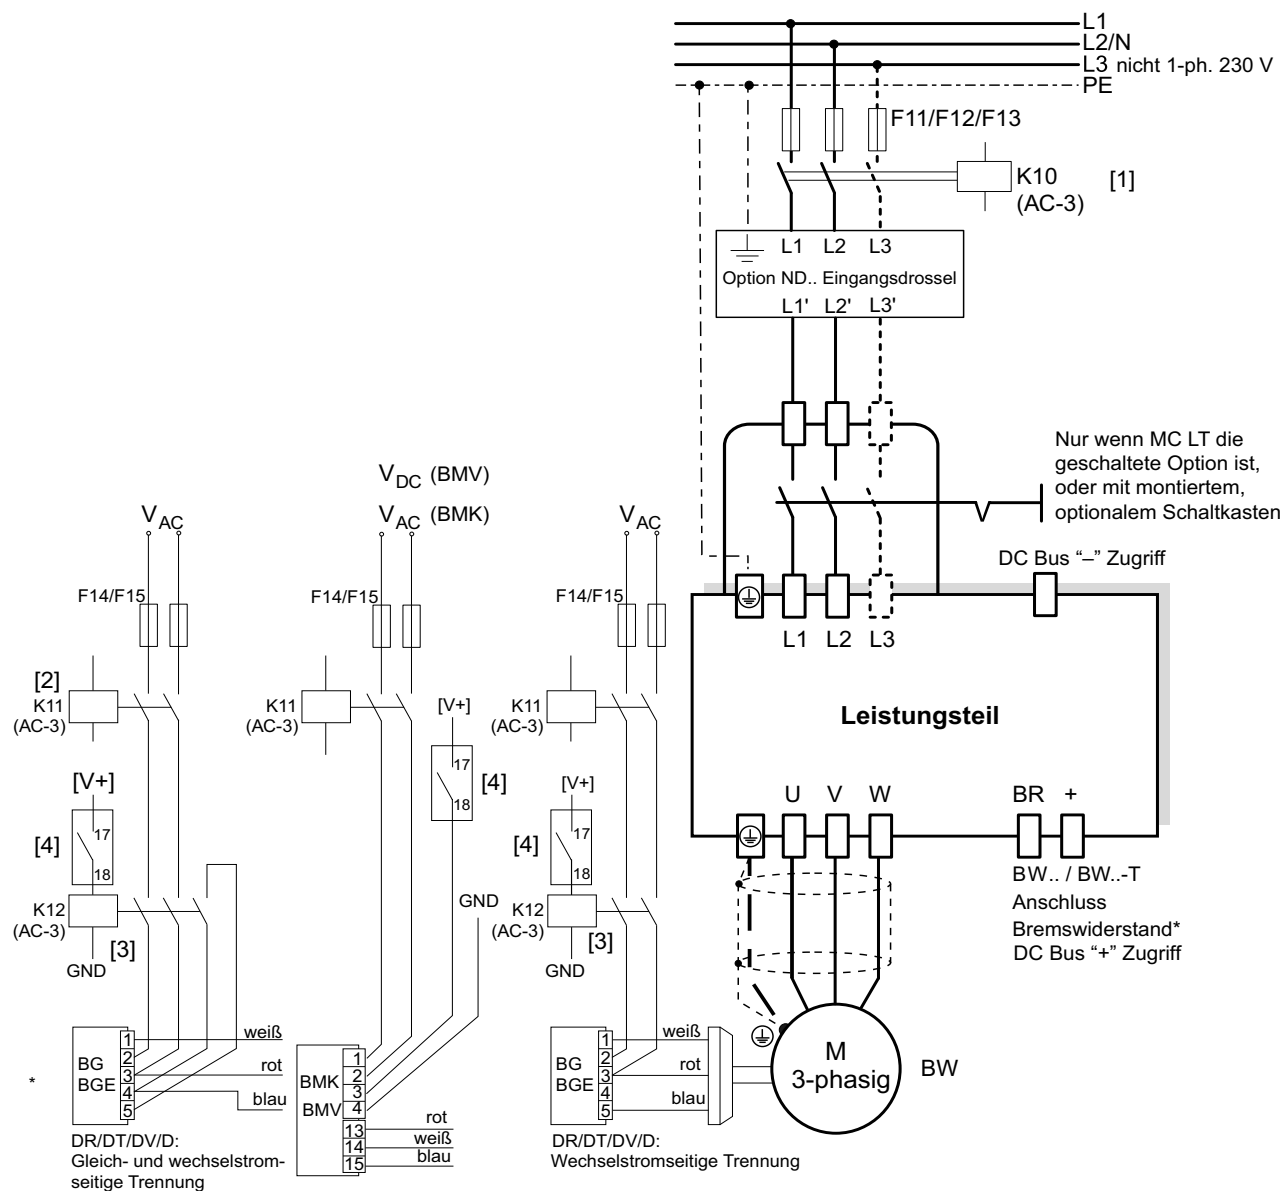 L1
L2/N
L3 nicht 1-ph. 230 V
PE
F11/F12/F13
K10
(AC-3)
[1]
L1 L2 L3
Option ND.. Eingangsdrossel
L1' L2' L3'
Nur wenn MC LT die
geschaltete Option ist,
oder mit montiertem,
optionalem Schaltkasten
DC Bus “–” Zugriff
L1 L2 L3
Leistungsteil
U V W
BR +
BW.. / BW..-T
Anschluss
Bremswiderstand*
DC Bus “+” Zugriff
M
3-phasig
BW
VAC
F14/F15
[2]
K11
(AC-3)
[V+]
[4]
17
18
K12
(AC-3)
[3]
GND
BG
BGE
1
2
3
4
5
weiß
rot
blau
*
DR/DT/DV/D:
Gleich- und wechselstrom-
seitige Trennung
VDC (BMV)
VAC (BMK)
F14/F15
K11
(AC-3)
[V+]
17
18
[4]
GND
BMK
BMV
1
2
3
4
13
14
15
rot
weiß
blau
VAC
F14/F15
K11
(AC-3)
[V+]
[4]
17
18
K12
(AC-3)
[3]
GND
BG
BGE
1
2
3
4
5
weiß
rot
blau
DR/DT/DV/D:
Wechselstromseitige Trennung